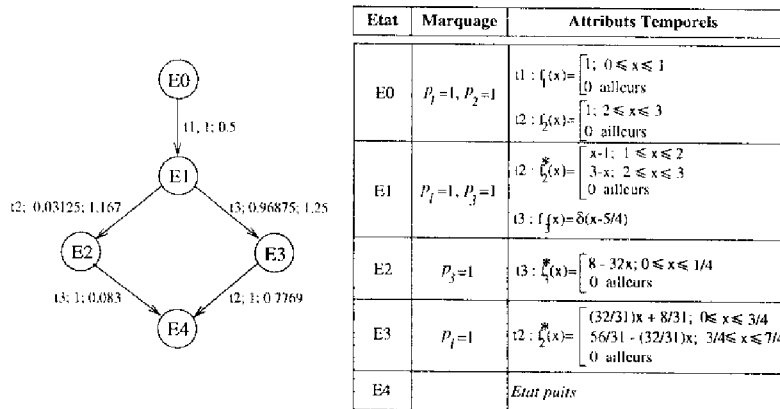 E0
t1, 1; 0.5
E1
t2; 0.03125; 1.167
t3; 0.96875; 1.25
E2
E3
t3; 1; 0.083
t2; 1; 0.7769
E4
Etat Marquage Attributs Temporels
E0
p1=1, p2=1
t1 : f1(x)= 1; 0 ⩽ x ⩽ 1
0 ailleurs
t2 : f2(x)= 1; 2 ⩽ x ⩽ 3
0 ailleurs
E1
p1=1, p3=1
t2 : f2*(x)= x-1; 1 ⩽ x ⩽ 2
3-x; 2 ⩽ x ⩽ 3
0 ailleurs
t3 : f3(x)=δ(x-5/4)
E2
p3=1
t3 : f3*(x)= 8 - 32x; 0 ⩽ x ⩽ 1/4
0 ailleurs
E3
p1=1
t2 : f2*(x)= (32/31)x + 8/31; 0⩽ x ⩽ 3/4
56/31 - (32/31)x; 3/4⩽ x ⩽ 7/4
0 ailleurs
E4
Etat puits